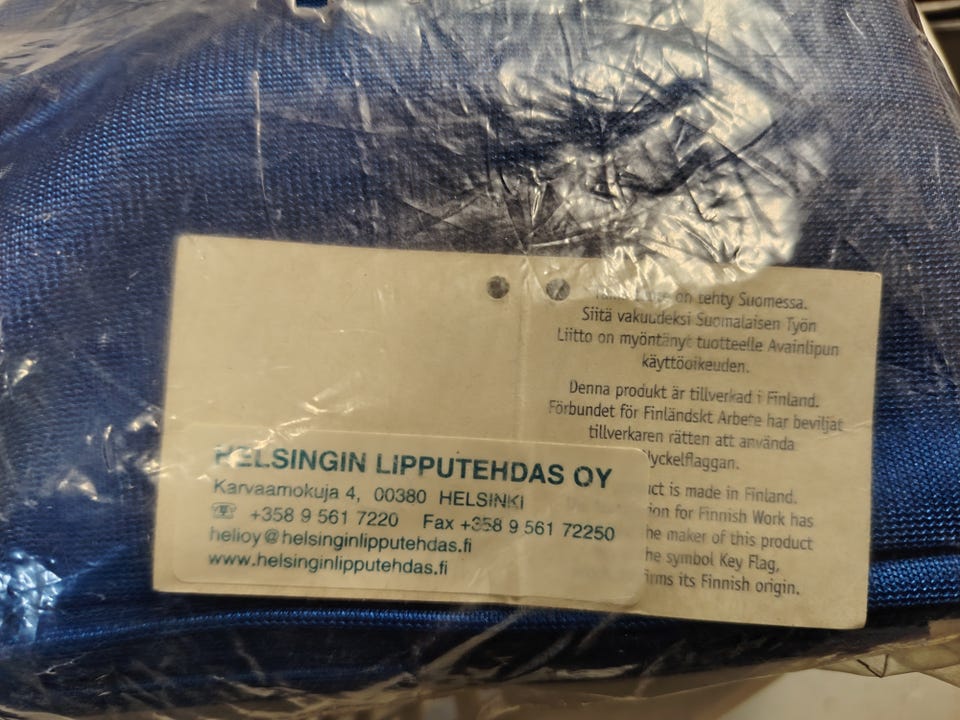 HELSINGIN LIPPUTEHDAS OY
Karvaamokuja 4, 00380 HELSINKI
☎ +358 9 561 7220 Fax +358 9 561 72250
helioy@helsinginlipputehdas.fi
www.helsinginlipputehdas.fi
on tehty Suomessa.
Siitä vakuudeksi Suomalaisen Työn
Liitto on myöntänyt tuotteelle Avainlipun
käyttöoikeuden.
Denna produkt är tillverkad i Finland.
Förbundet för Finländskt Arbete har beviljat
tillverkaren rätten att använda
Nyckelflaggan.
is made in Finland.
for Finnish Work has
the maker of this product
the symbol Key Flag,
its Finnish origin.